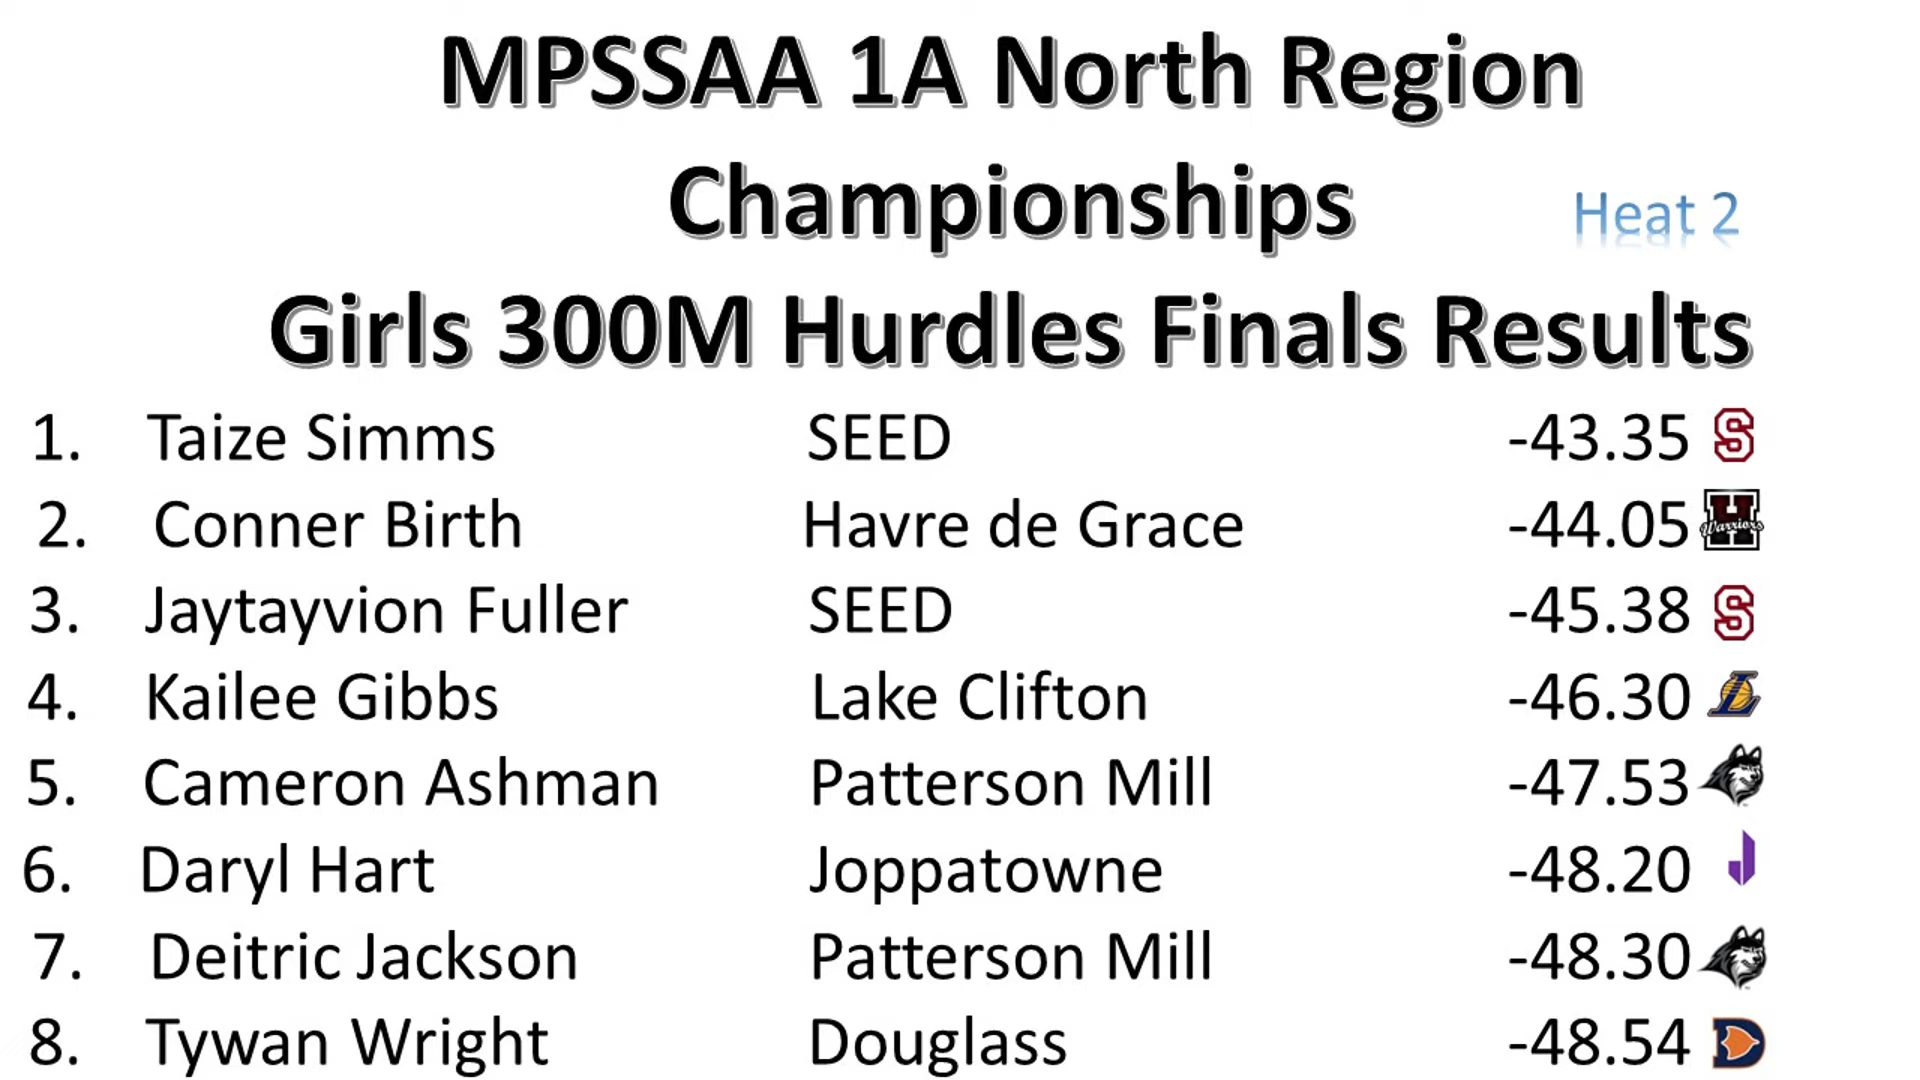 MPSSAA 1A North Region
Championships
Heat 2
Girls 300M Hurdles Finals Results
1. Taize Simms SEED -43.35 S
2. Conner Birth Havre de Grace -44.05 H Warriors
3. Jaytayvion Fuller SEED -45.38 S
4. Kailee Gibbs Lake Clifton -46.30 L
5. Cameron Ashman Patterson Mill -47.53
6. Daryl Hart Joppatowne -48.20 J
7. Deitric Jackson Patterson Mill -48.30
8. Tywan Wright Douglass -48.54 D